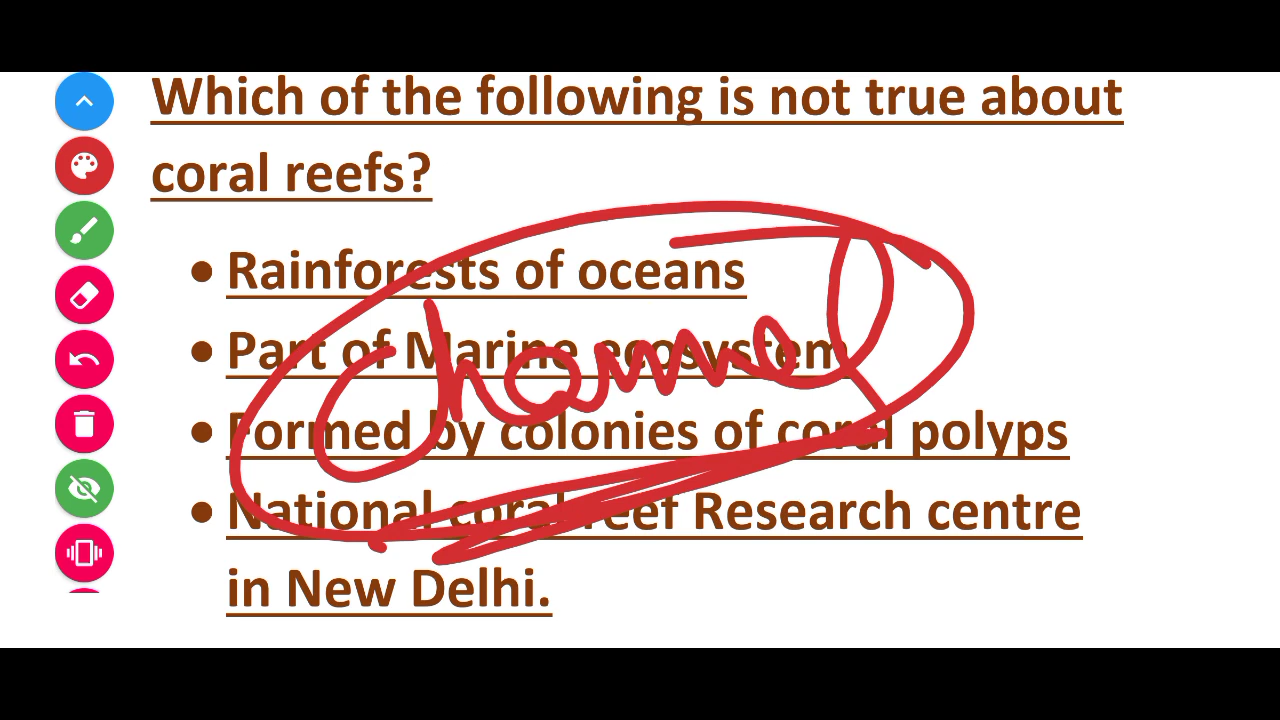 Which of the following is not true about
coral reefs?
• Rainforests of oceans
• Part of Marine ecosystem
• Formed by colonies of coral polyps
• National coral reef Research centre
in New Delhi.